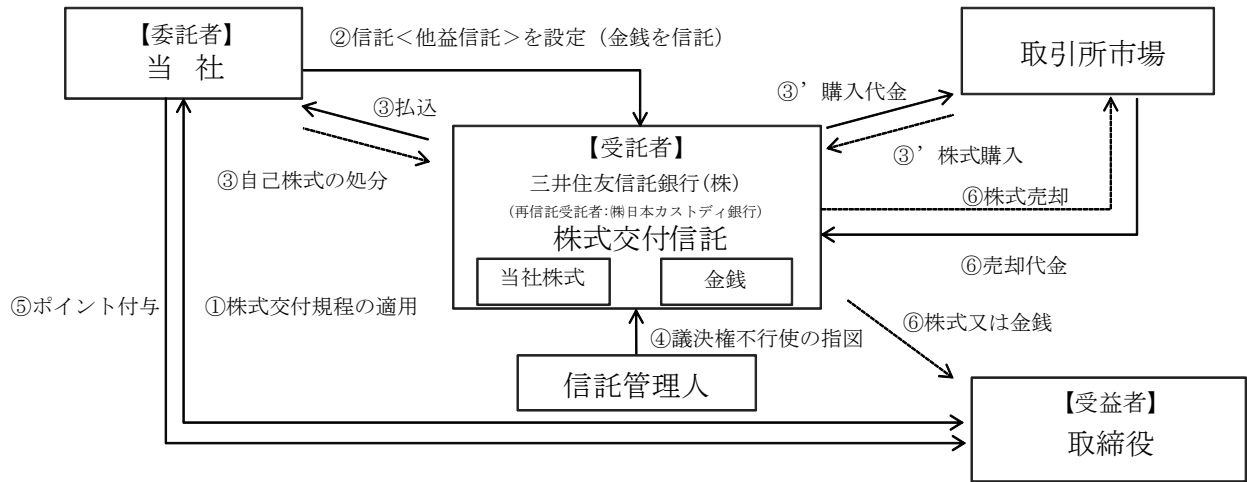 【委託者】
当 社
②信託＜他益信託＞を設定（金銭を信託）
取引所市場
③払込
③’購入代金
【受託者】
③’株式購入
三井住友信託銀行(株)
③自己株式の処分
⑥株式売却
(再信託受託者:㈱日本カストディ銀行)
株式交付信託
当社株式
金銭
⑥売却代金
⑤ポイント付与
①株式交付規程の適用
⑥株式又は金銭
④議決権不行使の指図
信託管理人
【受益者】
取締役